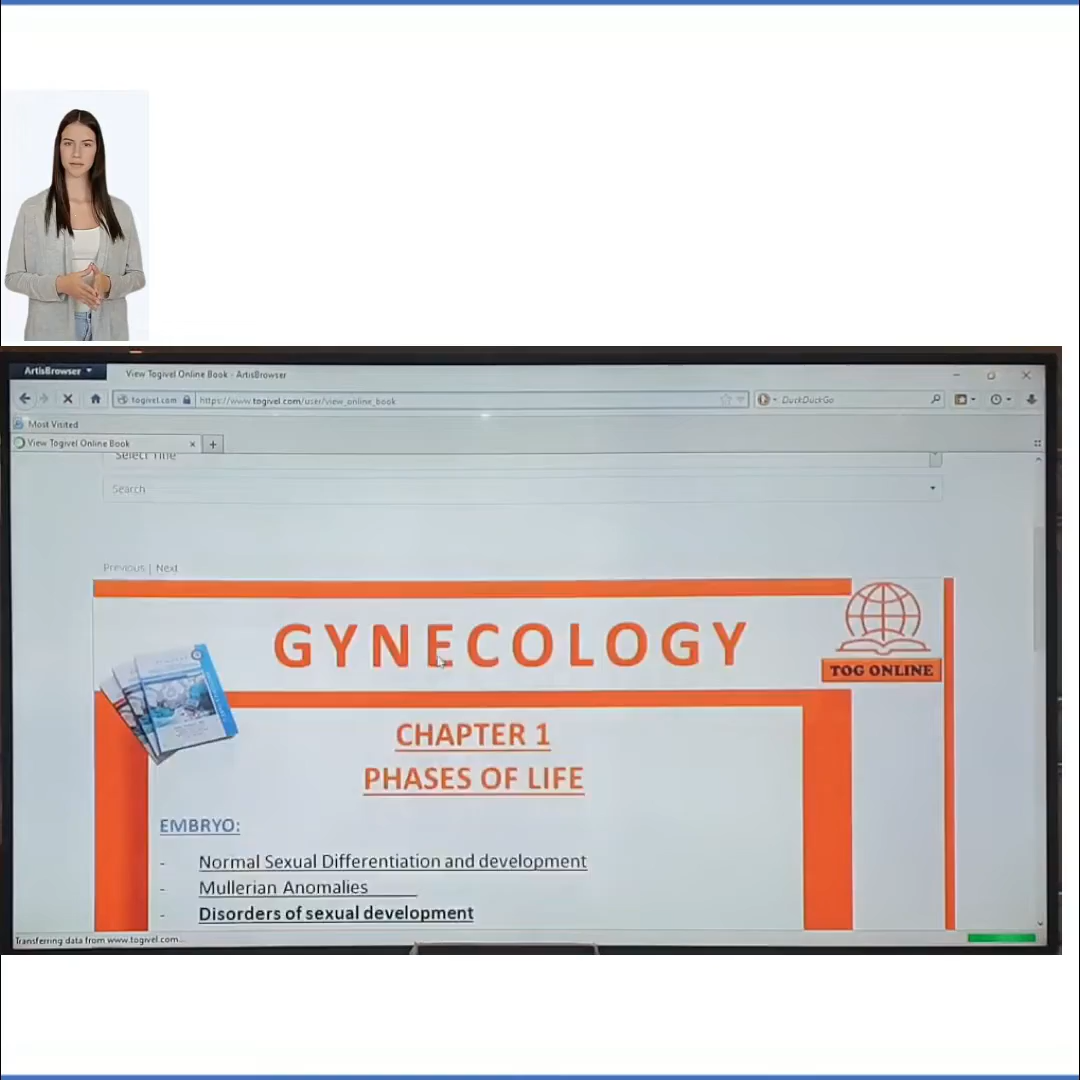 ArtisBrowser
View Togivel Online Book - ArtisBrowser
togivel.com https://www.togivel.com/user/view_online_book
DuckDuckGo
Most Visited
View Togivel Online Book × +
Select Title
Search
Previous | Next
GYNECOLOGY
TOG ONLINE
CHAPTER 1
PHASES OF LIFE
EMBRYO:
- Normal Sexual Differentiation and development
- Mullerian Anomalies
- Disorders of sexual development
Transferring data from www.togivel.com...